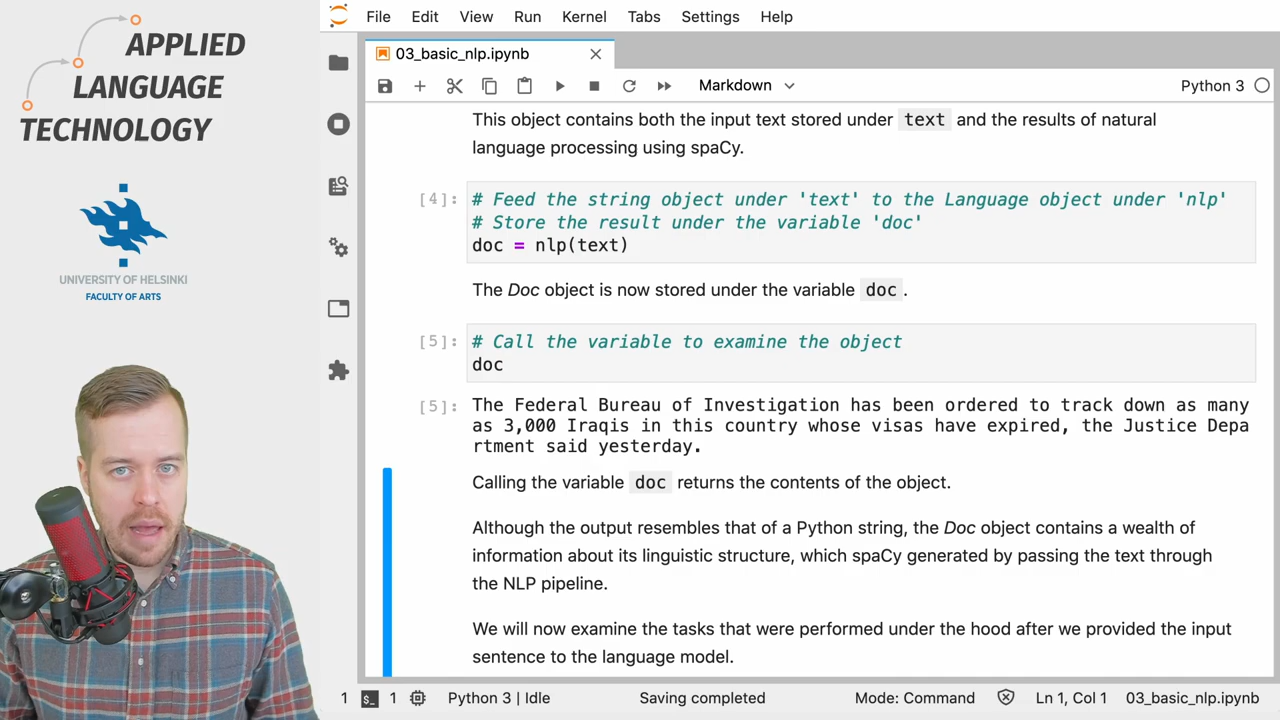 APPLIED
LANGUAGE
TECHNOLOGY
UNIVERSITY OF HELSINKI
FACULTY OF ARTS
File Edit View Run Kernel Tabs Settings Help
03_basic_nlp.ipynb
Markdown
Python 3
This object contains both the input text stored under text and the results of natural
language processing using spaCy.
[4]: # Feed the string object under 'text' to the Language object under 'nlp'
# Store the result under the variable 'doc'
doc = nlp(text)
The Doc object is now stored under the variable doc.
[5]: # Call the variable to examine the object
doc
[5]: The Federal Bureau of Investigation has been ordered to track down as many
as 3,000 Iraqis in this country whose visas have expired, the Justice Depa
rtment said yesterday.
Calling the variable doc returns the contents of the object.
Although the output resembles that of a Python string, the Doc object contains a wealth of
information about its linguistic structure, which spaCy generated by passing the text through
the NLP pipeline.
We will now examine the tasks that were performed under the hood after we provided the input
sentence to the language model.
1 1 Python 3 | Idle Saving completed Mode: Command Ln 1, Col 1 03_basic_nlp.ipynb